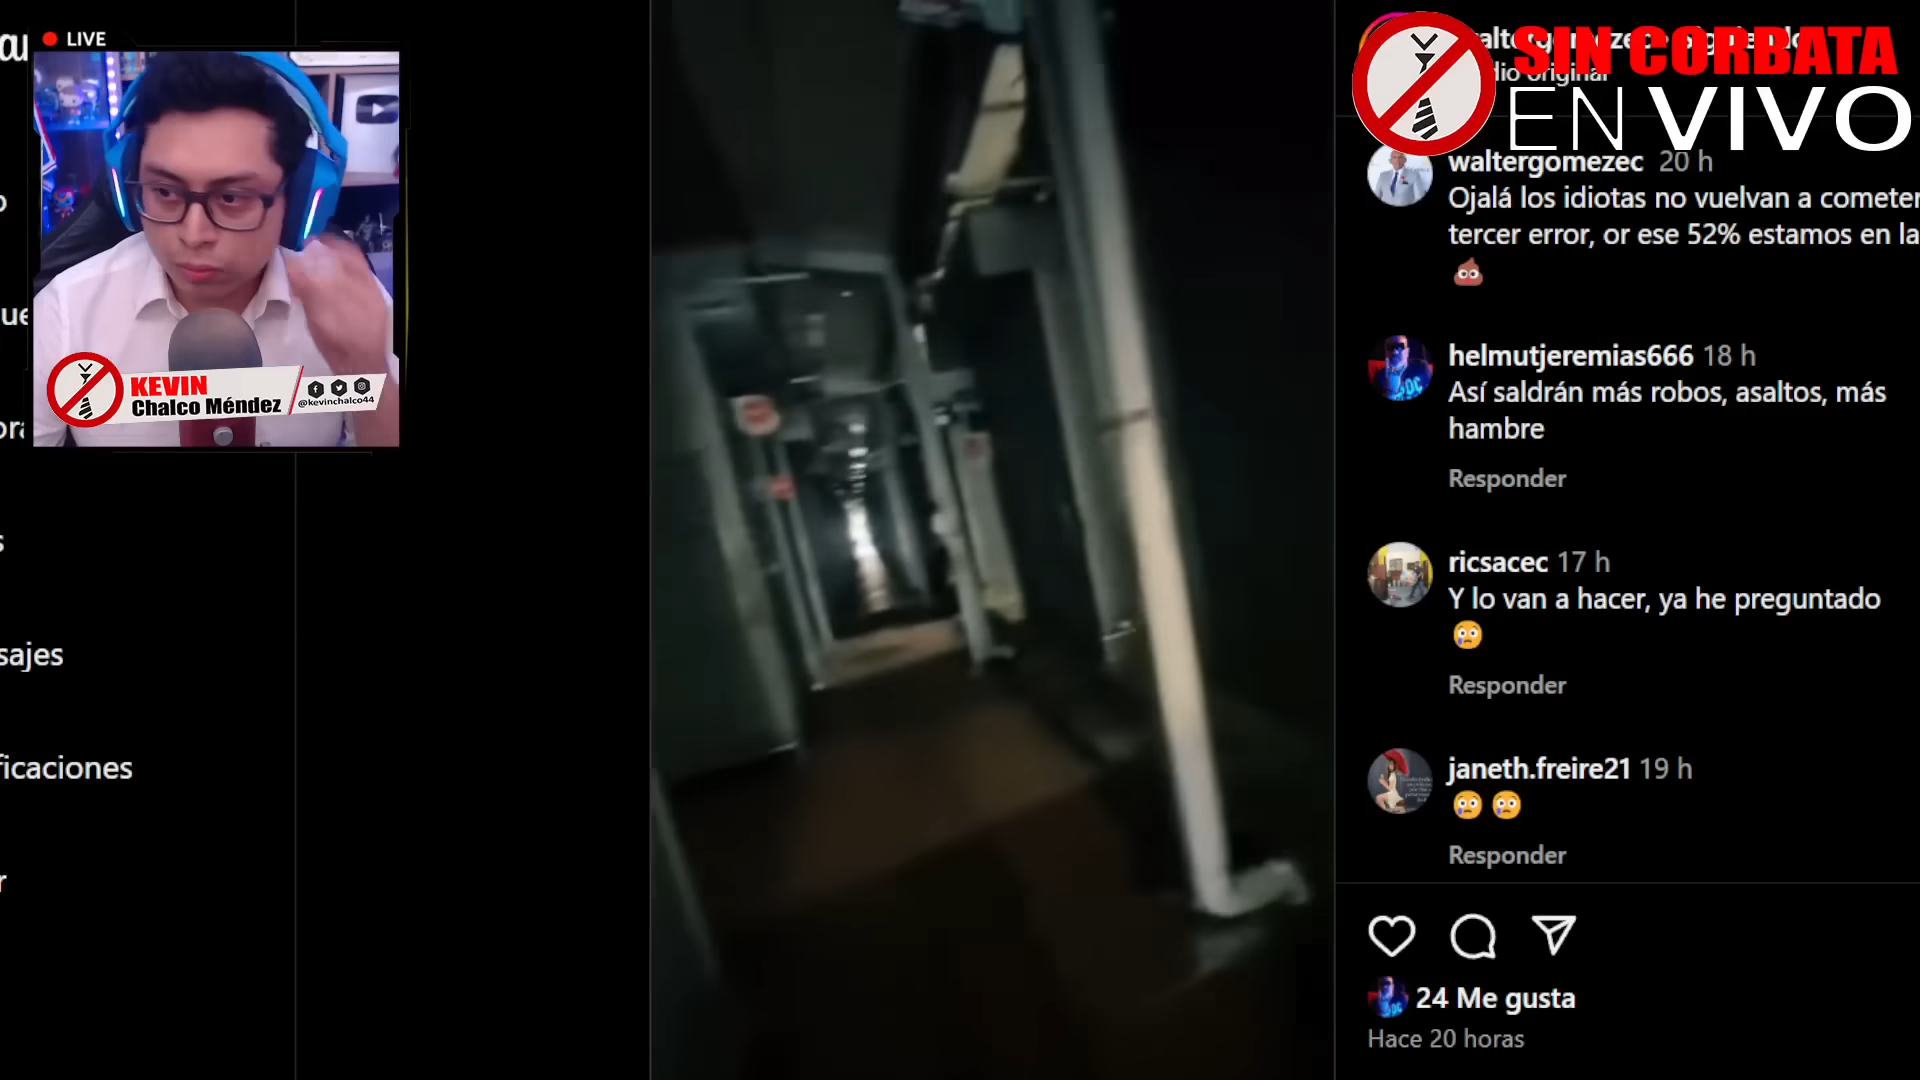 LIVE
KEVIN
Chalco Méndez
@kevinchalco44
sajes
ficaciones
SIN CORBATA
EN VIVO
dio original
waltergomezec 20 h
Ojalá los idiotas no vuelvan a cometer
tercer error, or ese 52% estamos en la
💩
helmutjeremias666 18 h
Así saldrán más robos, asaltos, más
hambre
Responder
ricsacec 17 h
Y lo van a hacer, ya he preguntado
😢
Responder
janeth.freire21 19 h
😢😢
Responder
24 Me gusta
Hace 20 horas